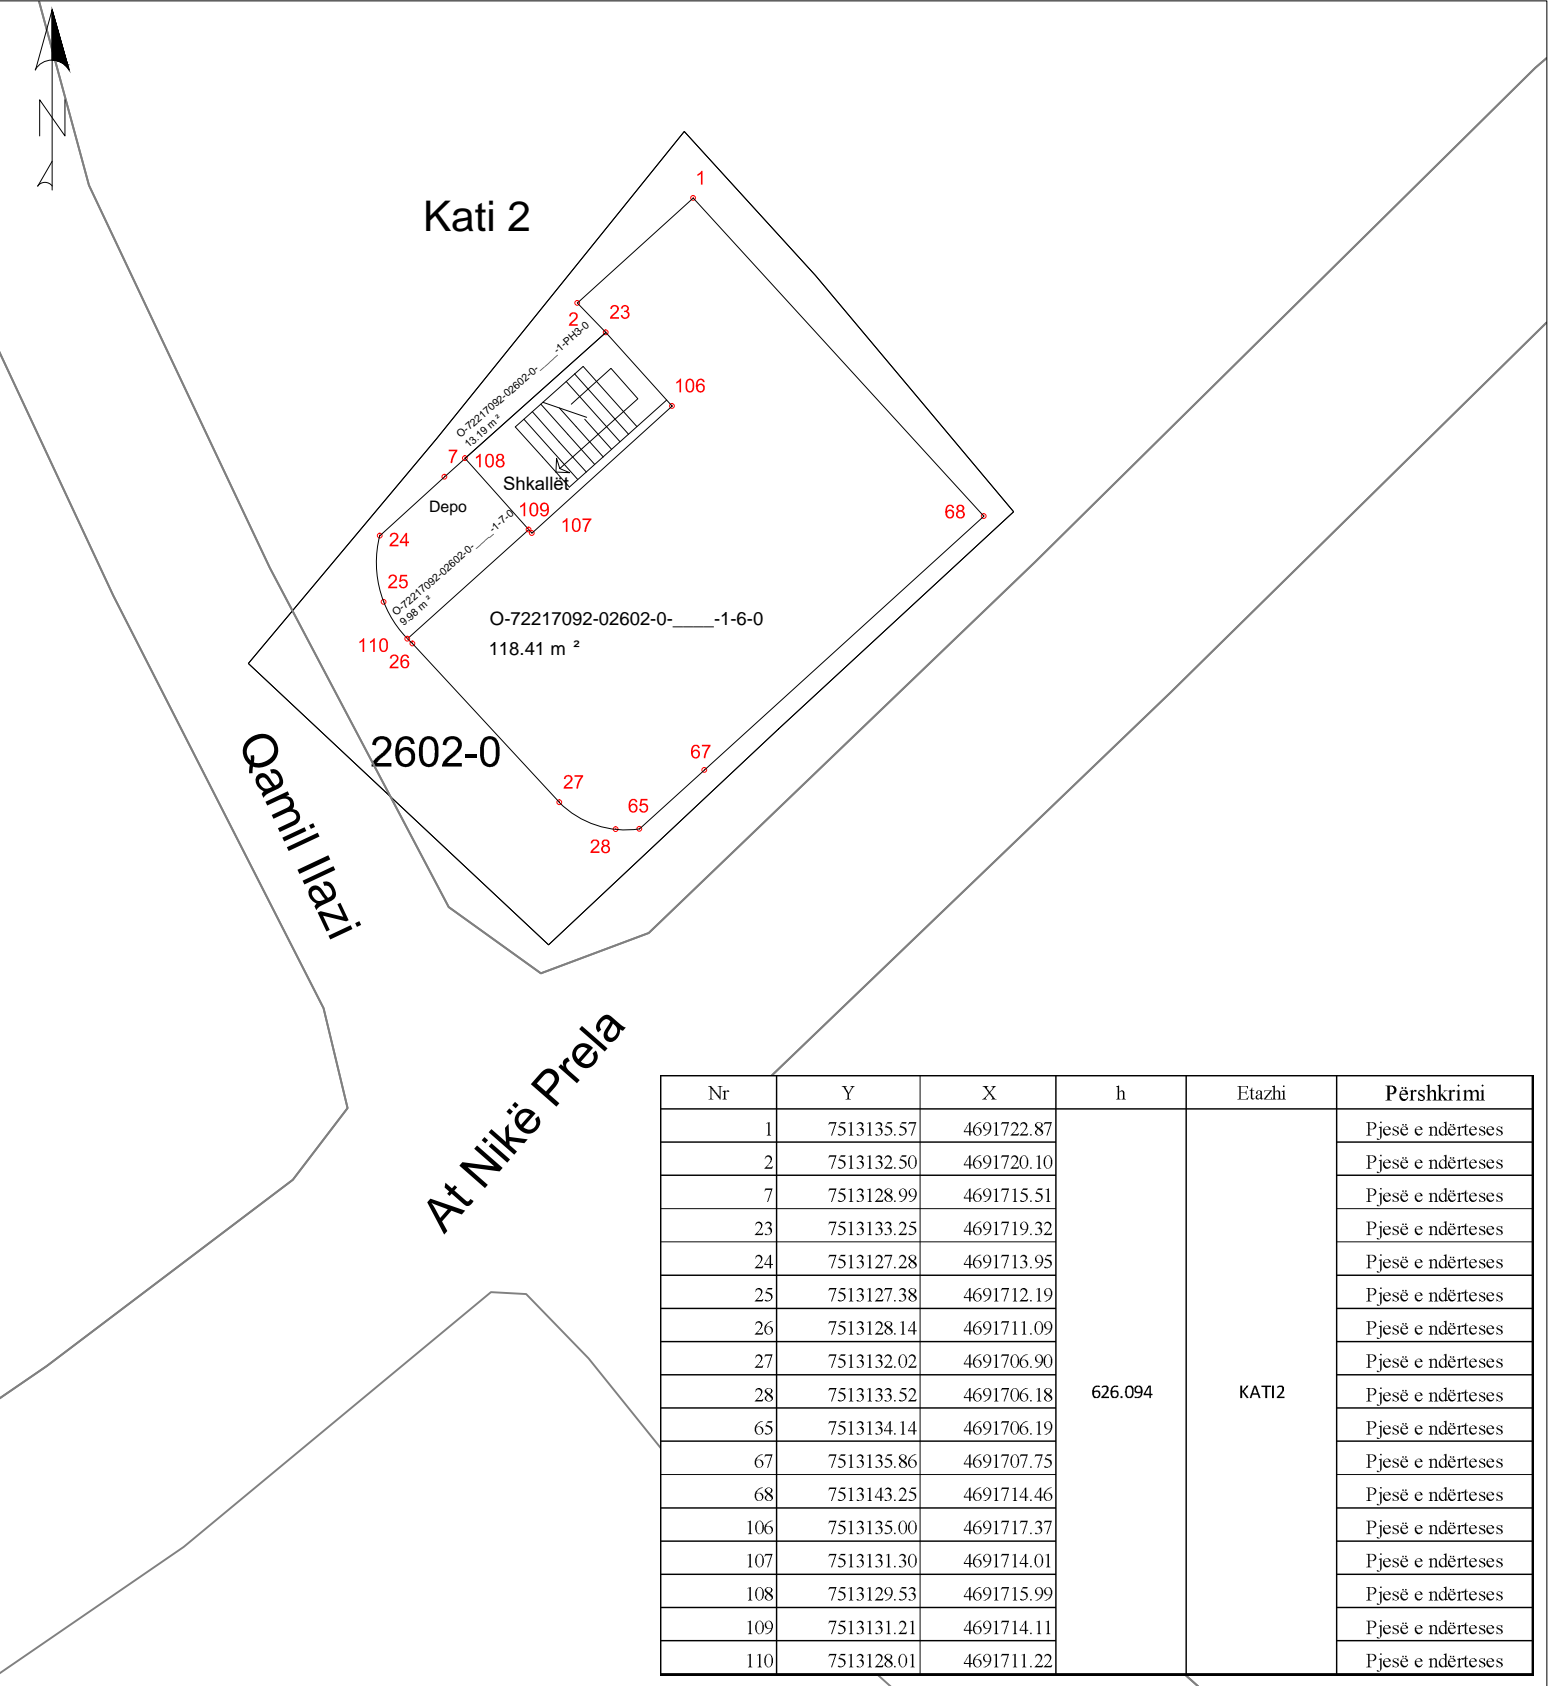 N
Kati 2
1
2
23
O-72217092-02602-0-____-1-PH3-0
13.19 m ²
106
7
108
Shkallët
Depo
109
107
68
24
O-72217092-02602-0-____-1-7-0
9.98 m ²
25
O-72217092-02602-0-____-1-6-0
118.41 m ²
110
26
2602-0
Qamil Ilazi
67
27
65
28
At Nikë Prela
Nr Y X h Etazhi Përshkrimi
1 7513135.57 4691722.87 Pjesë e ndërteses
2 7513132.50 4691720.10 Pjesë e ndërteses
7 7513128.99 4691715.51 Pjesë e ndërteses
23 7513133.25 4691719.32 Pjesë e ndërteses
24 7513127.28 4691713.95 Pjesë e ndërteses
25 7513127.38 4691712.19 Pjesë e ndërteses
26 7513128.14 4691711.09 Pjesë e ndërteses
27 7513132.02 4691706.90 Pjesë e ndërteses
28 7513133.52 4691706.18 626.094 KATI2 Pjesë e ndërteses
65 7513134.14 4691706.19 Pjesë e ndërteses
67 7513135.86 4691707.75 Pjesë e ndërteses
68 7513143.25 4691714.46 Pjesë e ndërteses
106 7513135.00 4691717.37 Pjesë e ndërteses
107 7513131.30 4691714.01 Pjesë e ndërteses
108 7513129.53 4691715.99 Pjesë e ndërteses
109 7513131.21 4691714.11 Pjesë e ndërteses
110 7513128.01 4691711.22 Pjesë e ndërteses